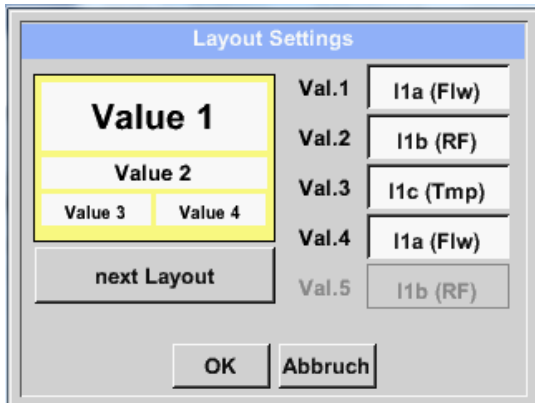 Layout Settings
Value 1
Value 2
Value 3 Value 4
next Layout
Val.1 I1a (Flw)
Val.2 I1b (RF)
Val.3 I1c (Tmp)
Val.4 I1a (Flw)
Val.5 I1b (RF)
OK Abbruch